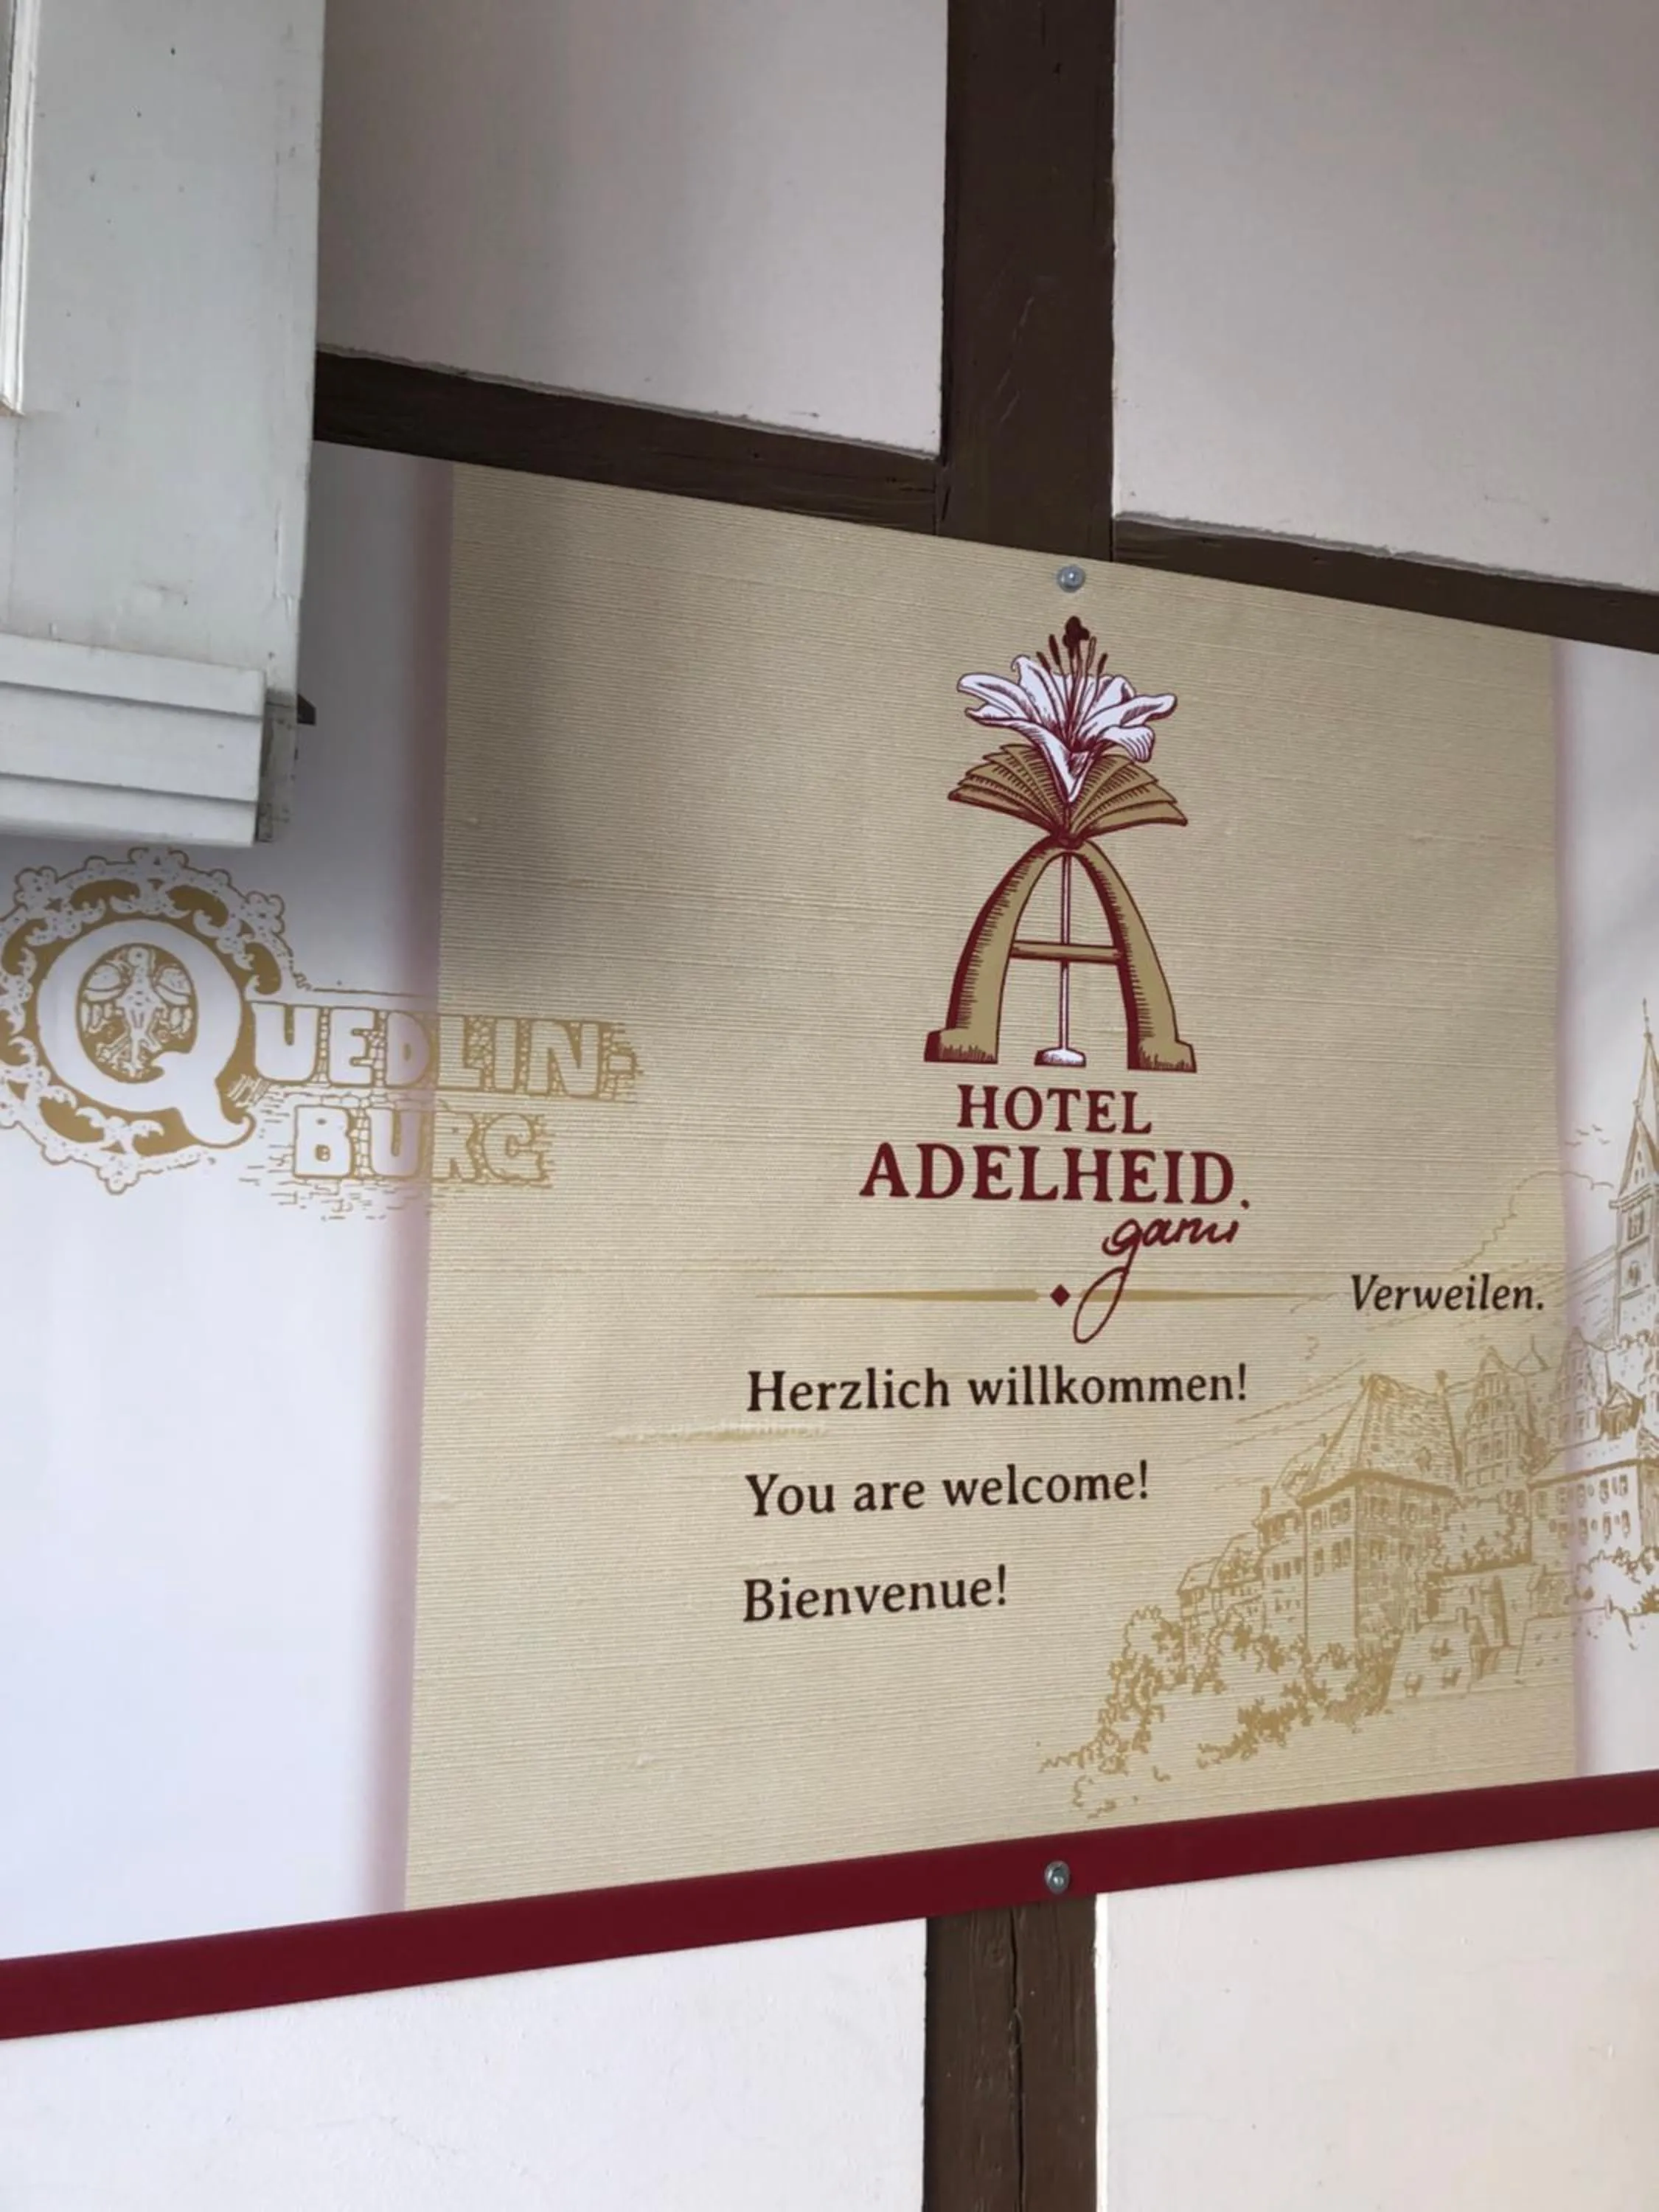 QUEDLIN-
BURG
HOTEL
ADELHEID.
garni
Verweilen.
Herzlich willkommen!
You are welcome!
Bienvenue!